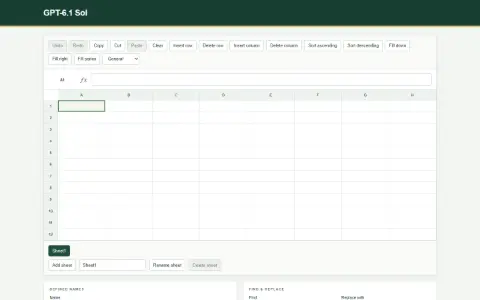 GPT-6.1 Sol
Undo Redo Copy Cut Paste Clear Insert row Delete row Insert column Delete column Sort ascending Sort descending Fill down
Fill right Fill series General
A1 fx
A B C D E F G H
1
2
3
4
5
6
7
8
9
10
11
12
Sheet1
Add sheet Sheet1 Rename sheet Delete sheet
DEFINED NAMES FIND & REPLACE
Name Find Replace with